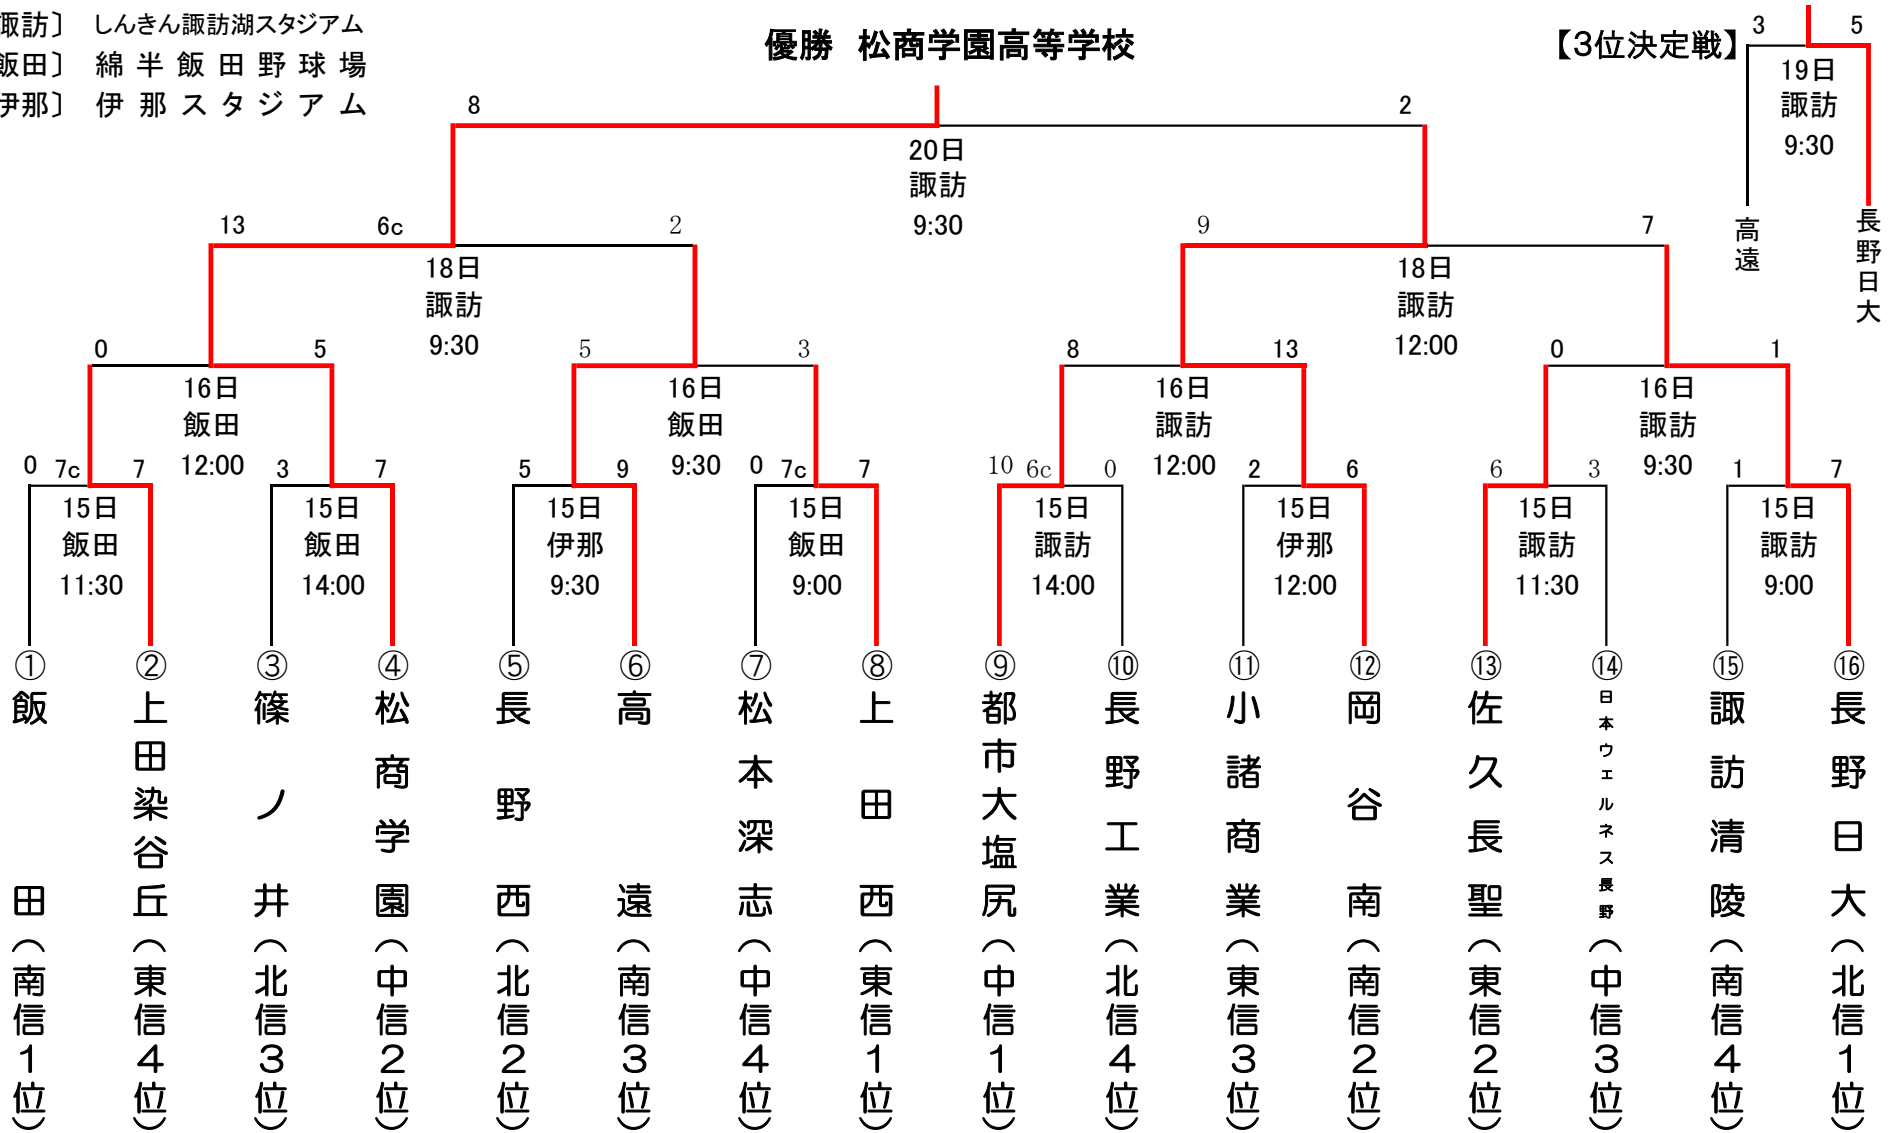 諏訪〕 しんきん諏訪湖スタジアム
飯田〕 綿半飯田野球場
伊那〕 伊那スタジアム
優勝 松商学園高等学校
【3位決定戦】
3 5
19日
諏訪
9:30
高遠
長野日大
8 2
20日
諏訪
9:30
13 6c 2
18日
諏訪
9:30
9 7
18日
諏訪
12:00
0 5
16日
飯田
12:00
5 3
16日
飯田
9:30
8 13
16日
諏訪
12:00
0 1
16日
諏訪
9:30
0 7c 7
15日
飯田
11:30
3 7
15日
飯田
14:00
5 9
15日
伊那
9:30
0 7c 7
15日
飯田
9:00
10 6c 0
15日
諏訪
14:00
2 6
15日
伊那
12:00
6 3
15日
諏訪
11:30
1 7
15日
諏訪
9:00
①飯田(南信1位)
②上田染谷丘(東信4位)
③篠ノ井(北信3位)
④松商学園(中信2位)
⑤長野西(北信2位)
⑥高遠(南信3位)
⑦松本深志(中信4位)
⑧上田西(東信1位)
⑨都市大塩尻(中信1位)
⑩長野工業(北信4位)
⑪小諸商業(東信3位)
⑫岡谷南(南信2位)
⑬佐久長聖(東信2位)
⑭日本ウェルネス長野(中信3位)
⑮諏訪清陵(南信4位)
⑯長野日大(北信1位)